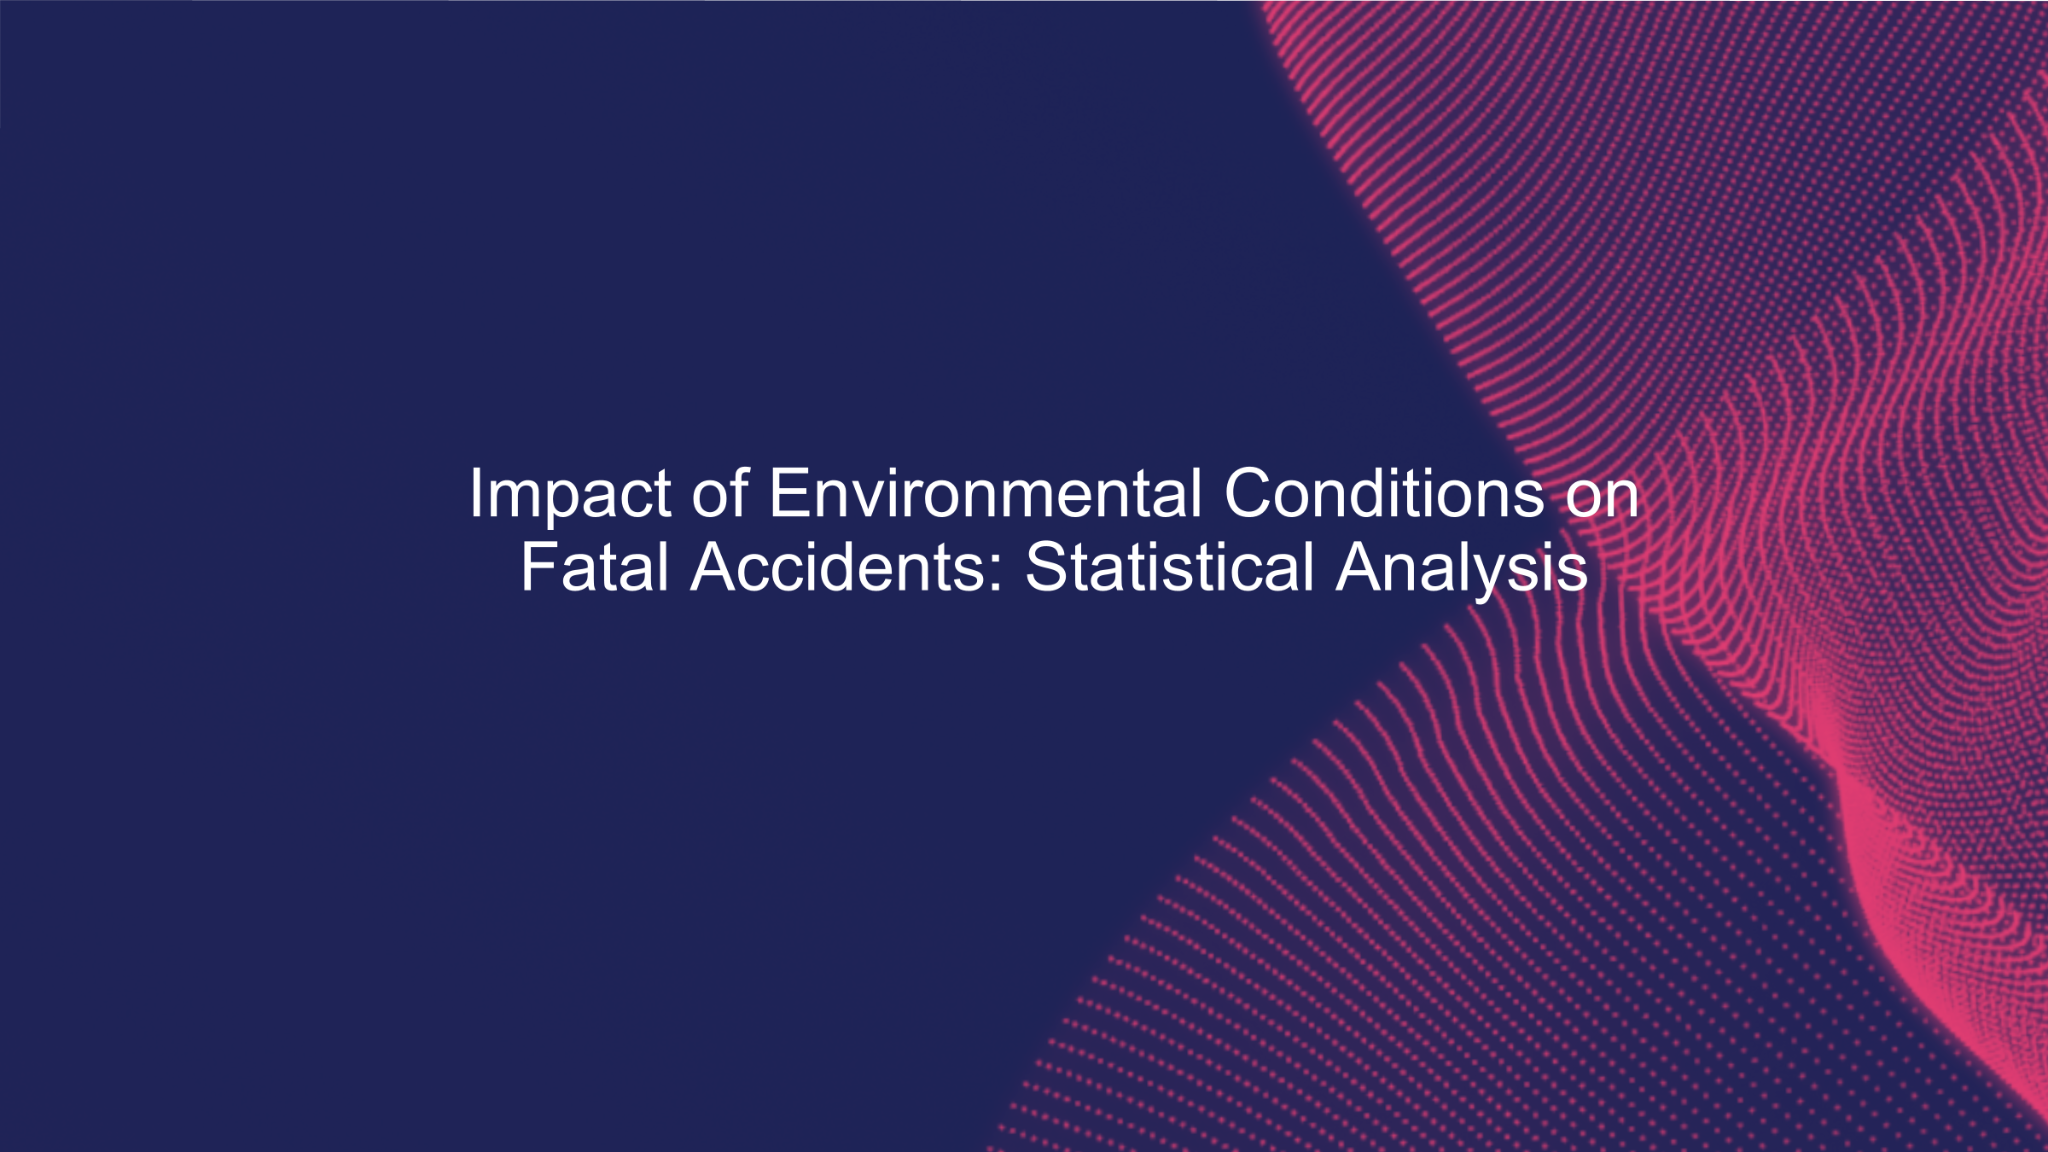 Impact of Environmental Conditions on
Fatal Accidents: Statistical Analysis